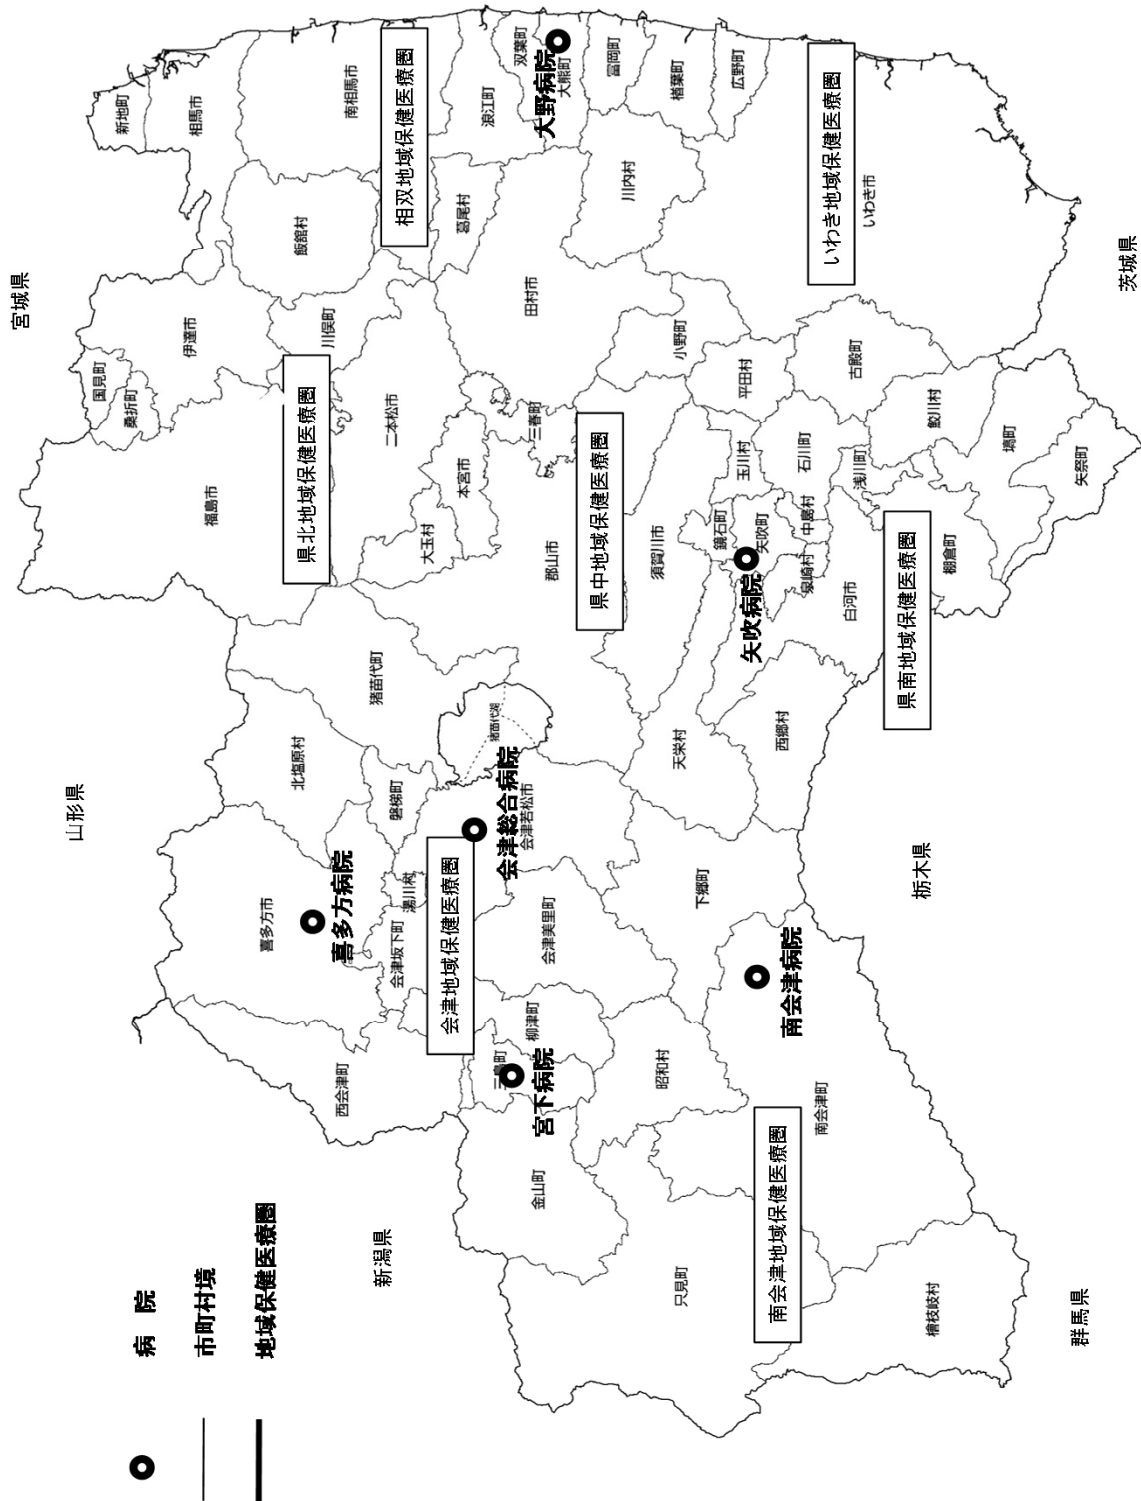 病　院
市町村境
地域保健医療圏
新潟県
山形県
宮城県
群馬県
栃木県
茨城県
会津地域保健医療圏
南会津地域保健医療圏
県北地域保健医療圏
県中地域保健医療圏
県南地域保健医療圏
相双地域保健医療圏
いわき地域保健医療圏
喜多方病院
会津総合病院
宮下病院
南会津病院
矢吹病院
大野病院
喜多方市
北塩原村
西会津町
猪苗代町
磐梯町
湯川村
会津坂下町
猪苗代湖
会津若松市
会津美里町
柳津町
三島町
金山町
昭和村
只見町
南会津町
檜枝岐村
下郷町
福島市
国見町
桑折町
伊達市
川俣町
二本松市
大玉村
本宮市
郡山市
三春町
田村市
小野町
須賀川市
天栄村
鏡石町
玉川村
平田村
石川町
浅川町
古殿町
西郷村
白河市
泉崎村
中島村
矢吹町
棚倉町
鮫川村
塙町
矢祭町
新地町
相馬市
南相馬市
飯舘村
浪江町
葛尾村
双葉町
大熊町
富岡町
川内村
楢葉町
広野町
いわき市